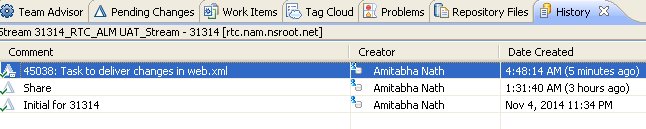 Team Advisor Pending Changes Work Items Tag Cloud Problems Repository Files History
Stream 31314_RTC_ALM UAT_Stream - 31314 [rtc.nam.nsroot.net]
Comment Creator Date Created
45038: Task to deliver changes in web.xml Amitabha Nath 4:48:14 AM (5 minutes ago)
Share Amitabha Nath 1:31:40 AM (3 hours ago)
Initial for 31314 Amitabha Nath Nov 4, 2014 11:34 PM